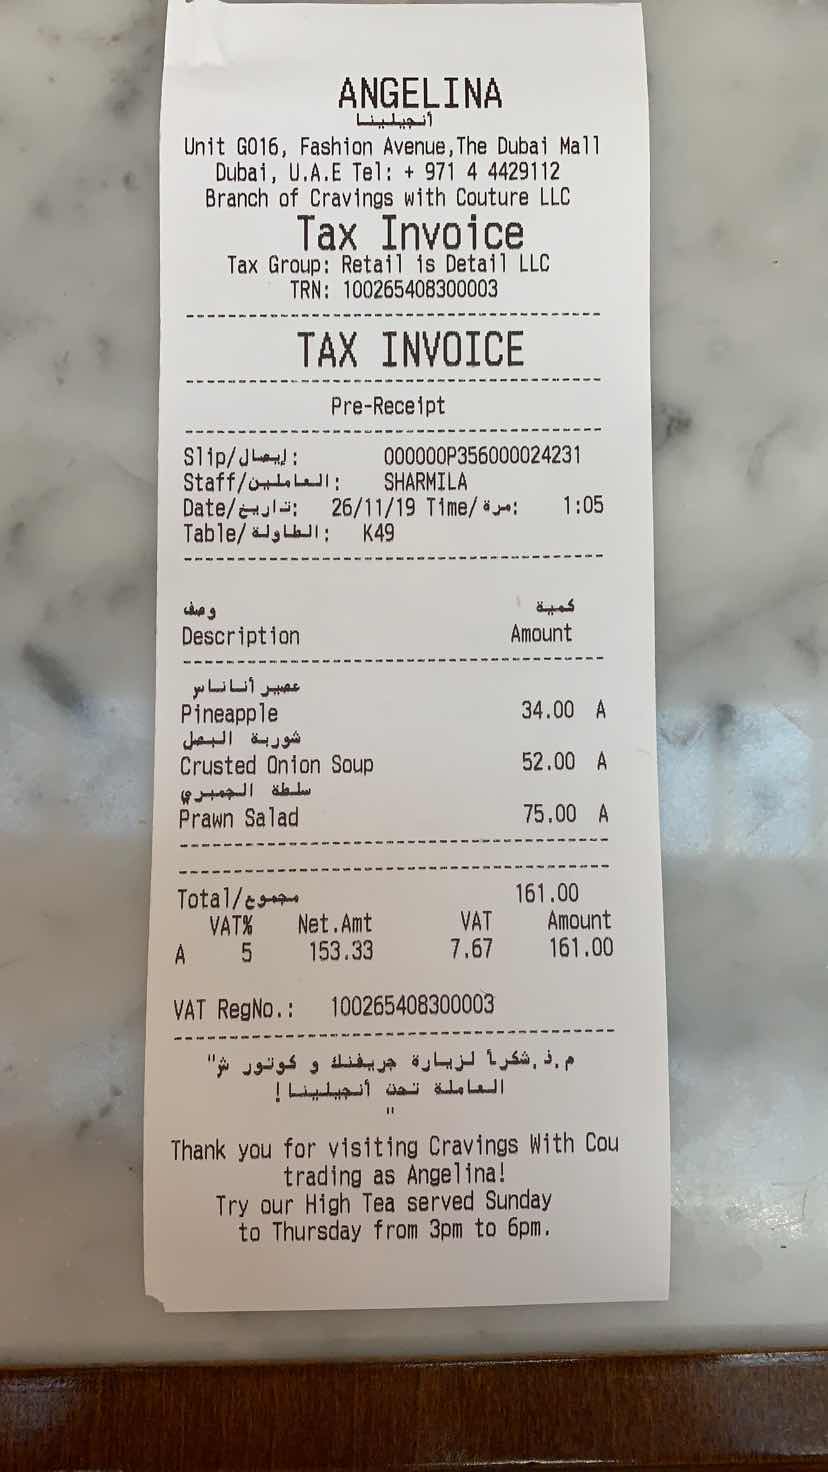 ANGELINA
أنجيلينا
Unit G016, Fashion Avenue,The Dubai Mall
Dubai, U.A.E Tel: + 971 4 4429112
Branch of Cravings with Couture LLC
Tax Invoice
Tax Group: Retail is Detail LLC
TRN: 100265408300003
TAX INVOICE
Pre-Receipt
Slip/إيصال: 000000P356000024231
Staff/العاملين: SHARMILA
Date/تداريخ: 26/11/19 Time/مرة: 1:05
Table/الطاولة: K49
وصف كمية
Description Amount
عصير أناناس
Pineapple 34.00 A
شوربة البصل
Crusted Onion Soup 52.00 A
سلطة الجمبري
Prawn Salad 75.00 A
Total/مجموع 161.00
VAT% Net.Amt VAT Amount
A 5 153.33 7.67 161.00
VAT RegNo.: 100265408300003
م.ذ.شكرأ لزيارة جريفنك و كوتور ش"
العاملة تحت أنجيلينا!
"
Thank you for visiting Cravings With Cou
trading as Angelina!
Try our High Tea served Sunday
to Thursday from 3pm to 6pm.